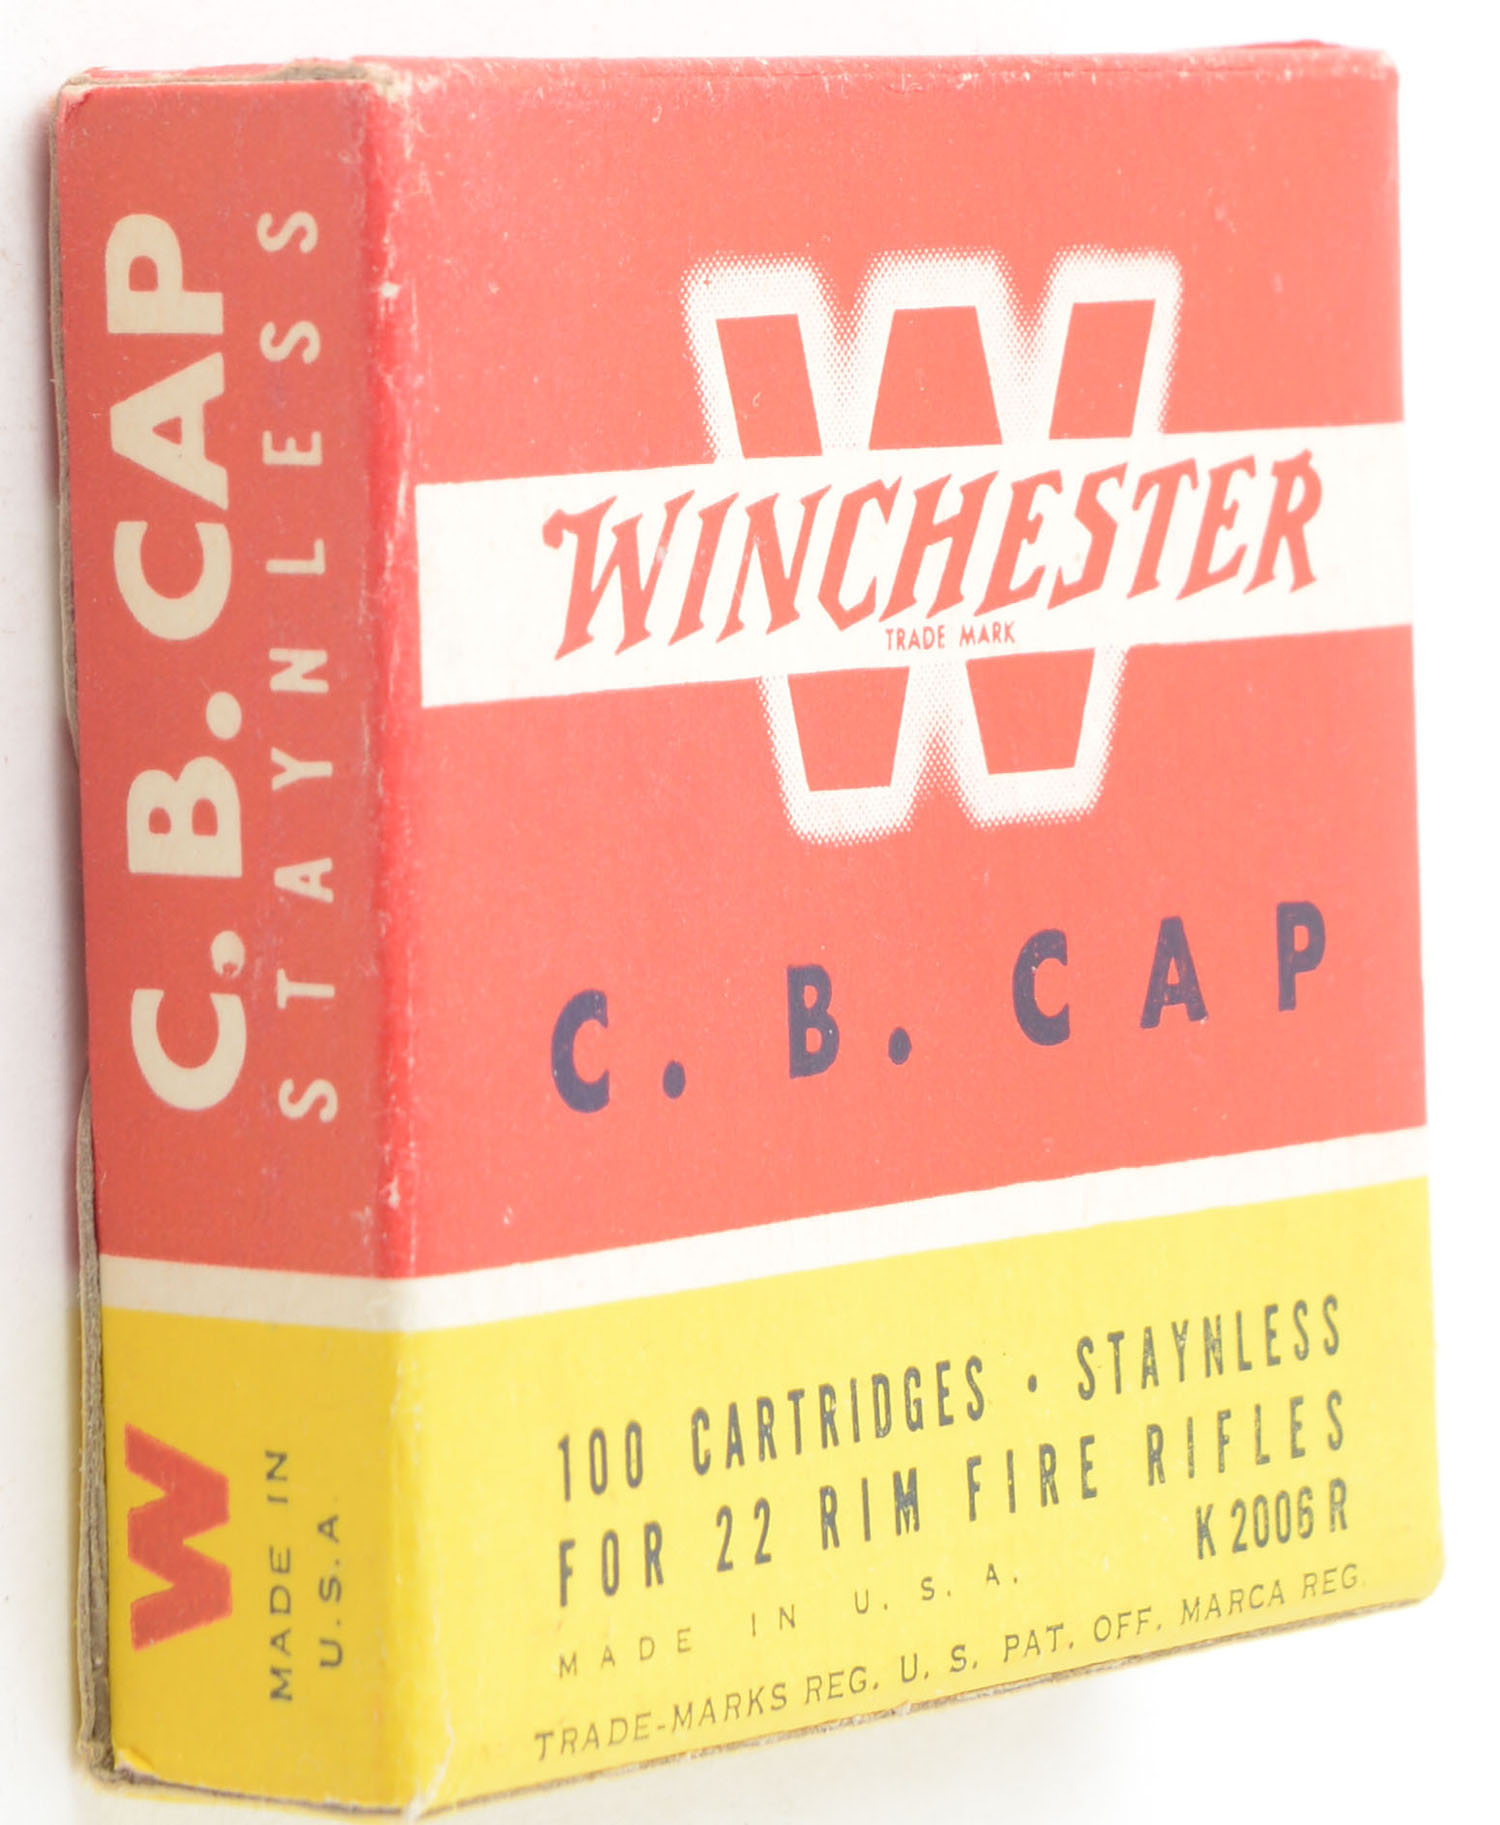 C. B. CAP
STAYNLESS
W
MADE IN
U.S.A.
W
WINCHESTER
TRADE MARK
C. B. CAP
100 CARTRIDGES • STAYNLESS
FOR 22 RIM FIRE RIFLES
K2006R
MADE IN U. S. A.
TRADE-MARKS REG. U. S. PAT. OFF. MARCA REG.